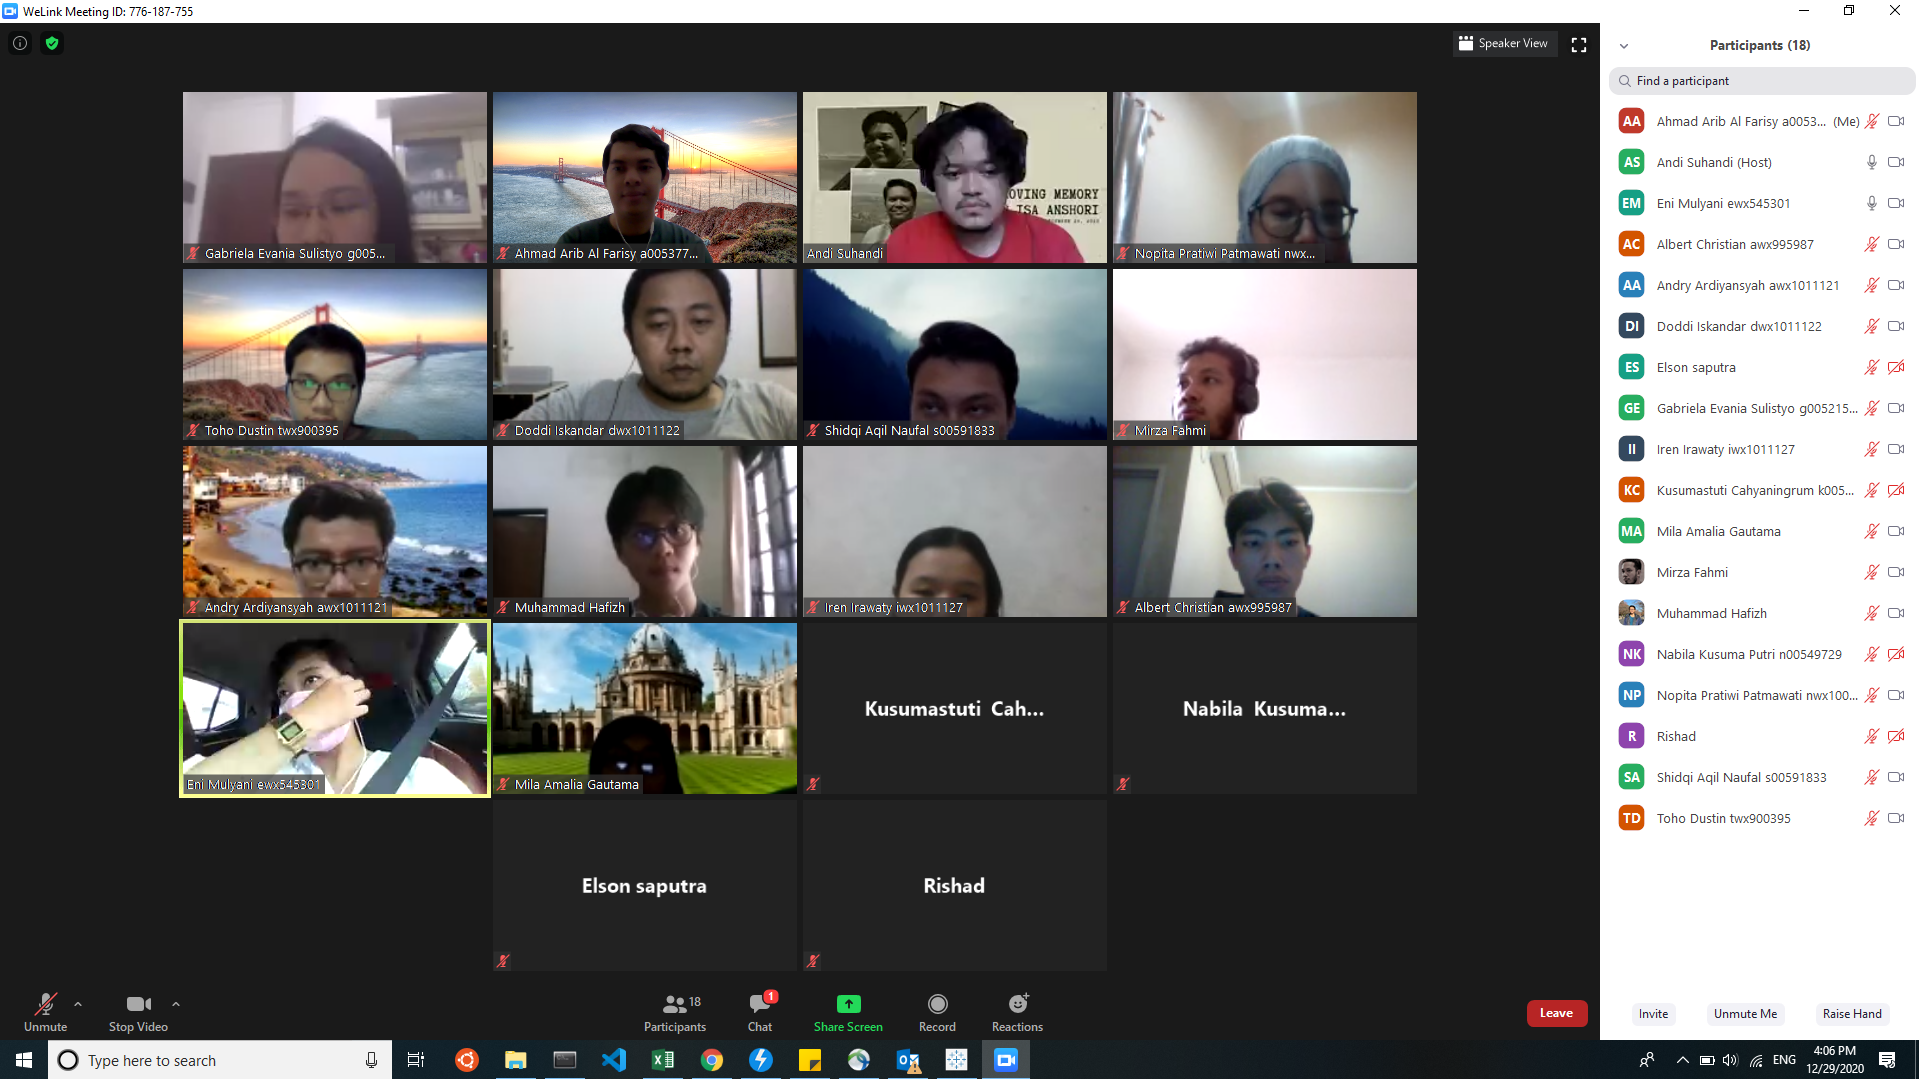 WeLink Meeting ID: 776-187-755
Speaker View
Participants (18)
Find a participant
Gabriela Evania Sulistyo g005...
Ahmad Arib Al Farisy a005377...
Andi Suhandi
OVING MEMORY
ISA ANSHORI
Nopita Pratiwi Patmawati nwx...
Toho Dustin twx900395
Doddi Iskandar dwx1011122
Shidqi Aqil Naufal s00591833
Mirza Fahmi
Andry Ardiyansyah awx1011121
Muhammad Hafizh
Iren Irawaty iwx1011127
Albert Christian awx995987
Eni Mulyani ewx545301
Mila Amalia Gautama
Kusumastuti Cah...
Nabila Kusuma...
Elson saputra
Rishad
AA Ahmad Arib Al Farisy a0053... (Me)
AS Andi Suhandi (Host)
EM Eni Mulyani ewx545301
AC Albert Christian awx995987
AA Andry Ardiyansyah awx1011121
DI Doddi Iskandar dwx1011122
ES Elson saputra
GE Gabriela Evania Sulistyo g005215...
II Iren Irawaty iwx1011127
KC Kusumastuti Cahyaningrum k005...
MA Mila Amalia Gautama
Mirza Fahmi
Muhammad Hafizh
NK Nabila Kusuma Putri n00549729
NP Nopita Pratiwi Patmawati nwx100...
R Rishad
SA Shidqi Aqil Naufal s00591833
TD Toho Dustin twx900395
Unmute
Stop Video
18
Participants
1
Chat
Share Screen
Record
Reactions
Leave
Invite
Unmute Me
Raise Hand
Type here to search
ENG
4:06 PM
12/29/2020